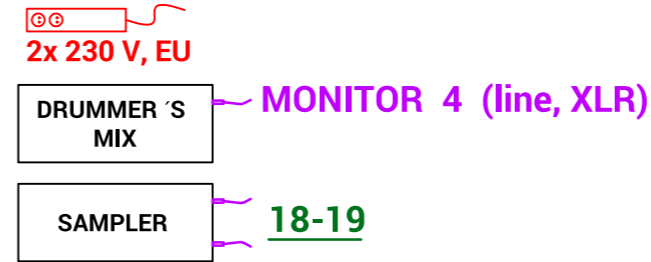 2x 230 V, EU
DRUMMER ´S
MIX
MONITOR 4 (line, XLR)
SAMPLER
18-19